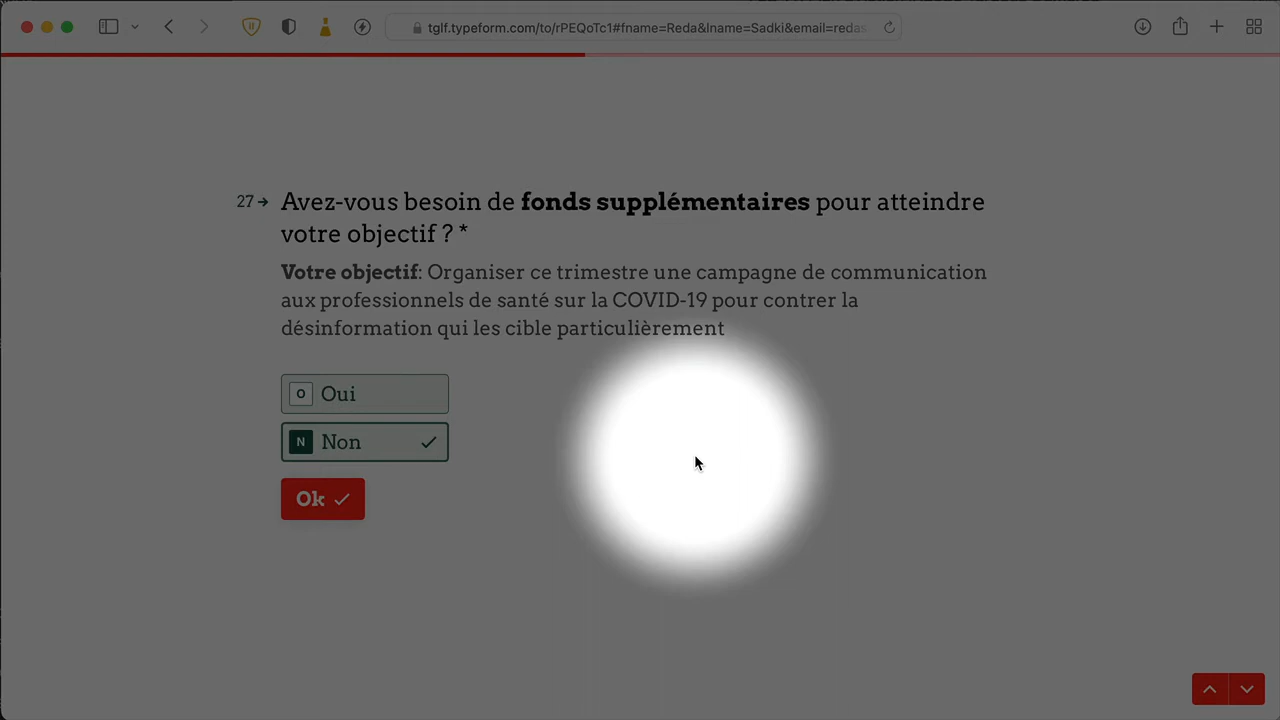 tglf.typeform.com/to/rPEQoTc1#fname=Reda&lname=Sadki&email=redas
27 → Avez-vous besoin de fonds supplémentaires pour atteindre
votre objectif ? *
Votre objectif: Organiser ce trimestre une campagne de communication
aux professionnels de santé sur la COVID-19 pour contrer la
désinformation qui les cible particulièrement
O Oui
N Non
Ok